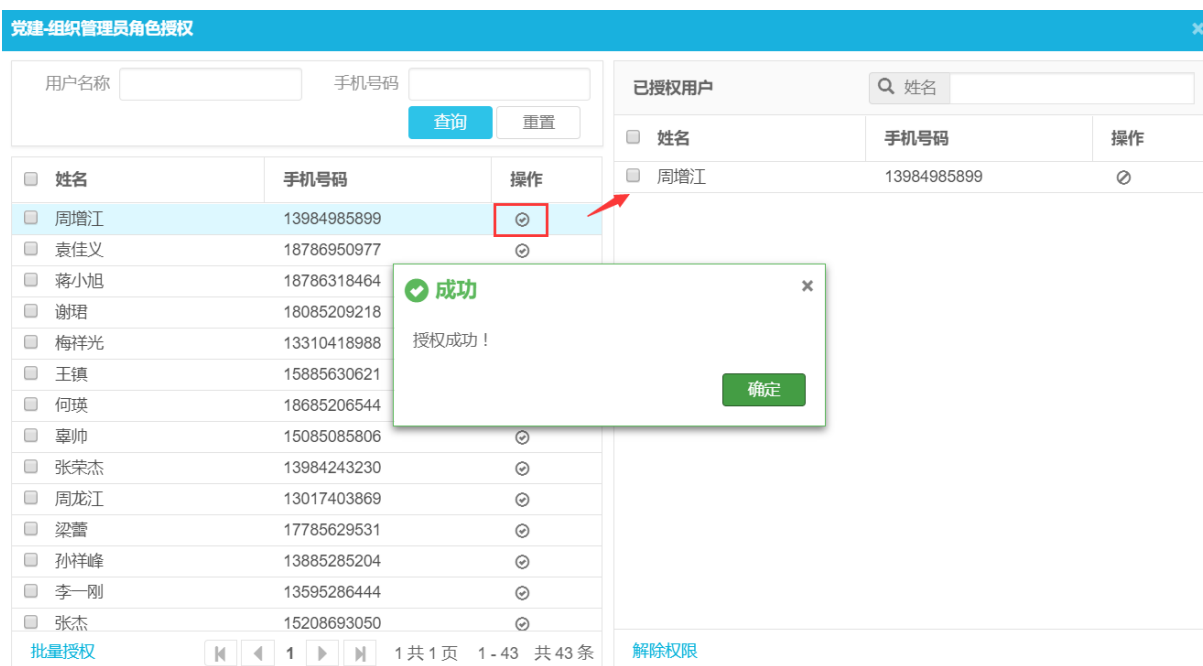 党建-组织管理员角色授权
用户名称 手机号码
查询 重置
姓名 手机号码 操作
周增江 13984985899
袁佳义 18786950977
蒋小旭 18786318464
谢珺 18085209218
梅祥光 13310418988
王镇 15885630621
何瑛 18685206544
辜帅 15085085806
张荣杰 13984243230
周龙江 13017403869
梁蕾 17785629531
孙祥峰 13885285204
李一刚 13595286444
张杰 15208693050
批量授权 1 1 共 1 页 1 - 43 共 43 条
已授权用户 姓名
姓名 手机号码 操作
周增江 13984985899
成功
授权成功！
确定
解除权限